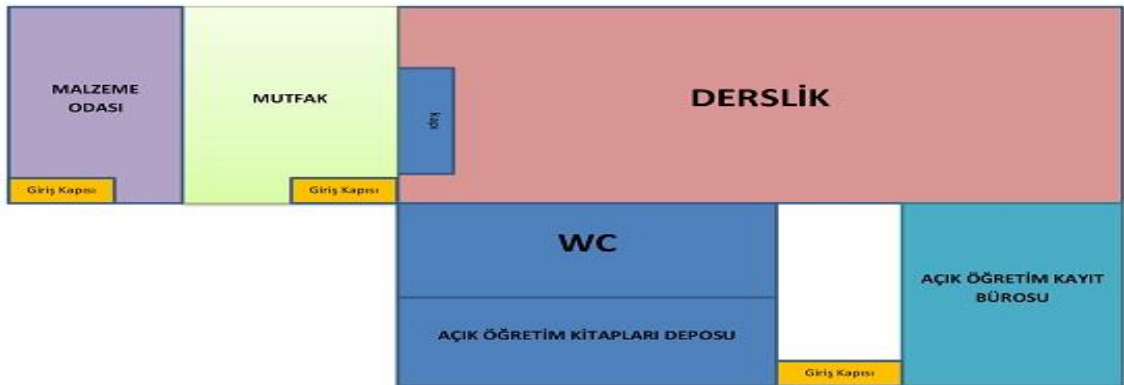 MALZEME
ODASI
MUTFAK
kapı
DERSLİK
Giriş Kapısı
Giriş Kapısı
WC
AÇIK ÖĞRETİM KAYIT
BÜROSU
AÇIK ÖĞRETİM KİTAPLARI DEPOSU
Giriş Kapısı